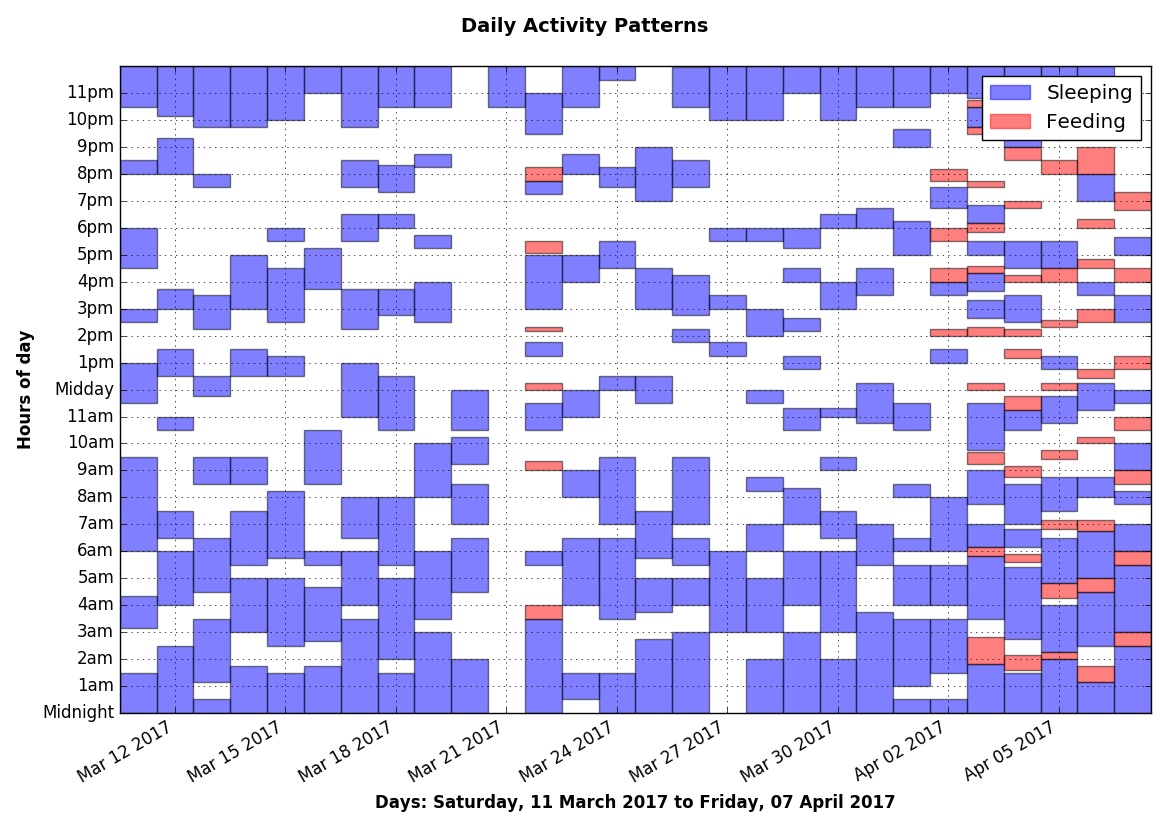 Daily Activity Patterns
Sleeping
Feeding
Hours of day
11pm
10pm
9pm
8pm
7pm
6pm
5pm
4pm
3pm
2pm
1pm
Midday
11am
10am
9am
8am
7am
6am
5am
4am
3am
2am
1am
Midnight
Mar 12 2017
Mar 15 2017
Mar 18 2017
Mar 21 2017
Mar 24 2017
Mar 27 2017
Mar 30 2017
Apr 02 2017
Apr 05 2017
Days: Saturday, 11 March 2017 to Friday, 07 April 2017